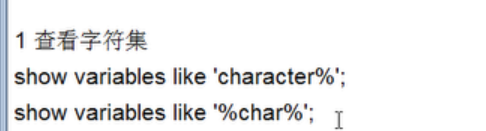 1 查看字符集
show variables like 'character%';
show variables like '%char%';